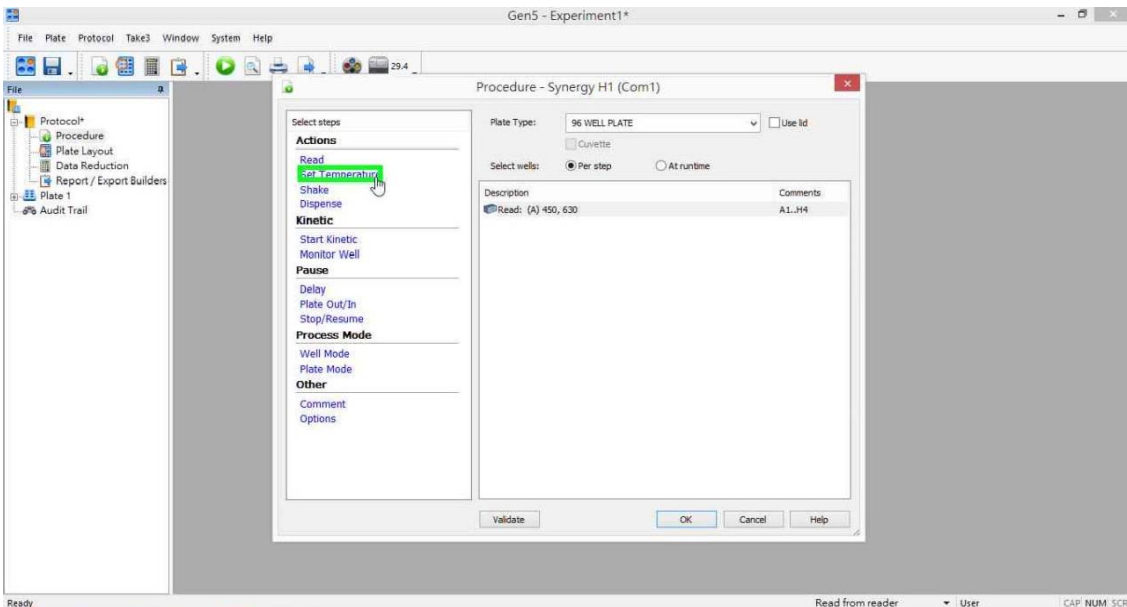 Gen5 - Experiment1*
File Plate Protocol Take3 Window System Help
29.4
File
Protocol*
Procedure
Plate Layout
Data Reduction
Report / Export Builders
Plate 1
Audit Trail
Procedure - Synergy H1 (Com1)
Select steps
Actions
Read
Set Temperature
Shake
Dispense
Kinetic
Start Kinetic
Monitor Well
Pause
Delay
Plate Out/In
Stop/Resume
Process Mode
Well Mode
Plate Mode
Other
Comment
Options
Plate Type: 96 WELL PLATE Use lid
Cuvette
Select wells: Per step At runtime
Description Comments
Read: (A) 450, 630 A1..H4
Validate OK Cancel Help
Ready Read from reader User CAP NUM SCR